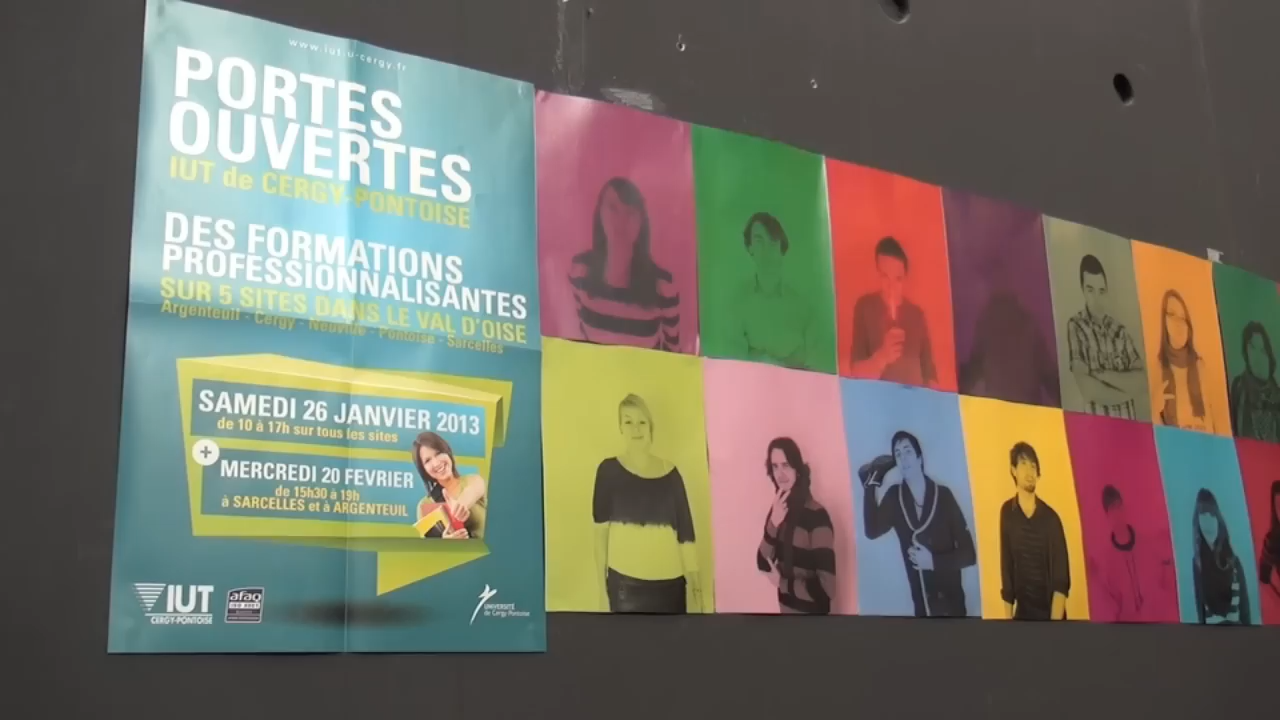 www.iut-u-cergy.fr
PORTES
OUVERTES
IUT de CERGY-PONTOISE
DES FORMATIONS
PROFESSIONNALISANTES
SUR 5 SITES DANS LE VAL D'OISE
Argenteuil - Cergy - Neuville - Pontoise - Sarcelles
SAMEDI 26 JANVIER 2013
de 10 à 17h sur tous les sites
+
MERCREDI 20 FEVRIER
de 15h30 à 19h
à SARCELLES et à ARGENTEUIL
IUT
CERGY-PONTOISE
afaq
UNIVERSITÉ
de Cergy-Pontoise